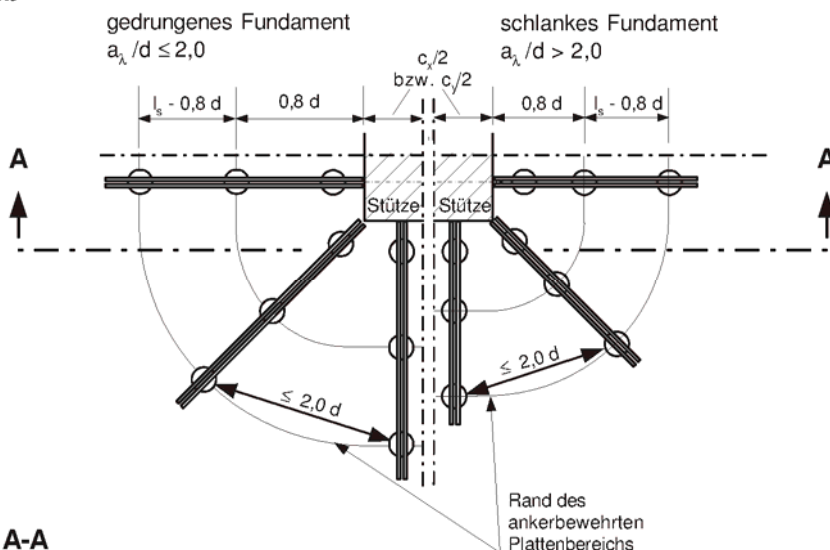 gedrungenes Fundament
a_λ/d ≤ 2,0
schlankes Fundament
a_λ/d > 2,0
c_x/2
bzw. c_y/2
l_s - 0,8 d
0,8 d
0,8 d
l_s - 0,8 d
A
A
Stütze
Stütze
≤ 2,0 d
≤ 2,0 d
Rand des
ankerbewehrten
Plattenbereichs
A-A